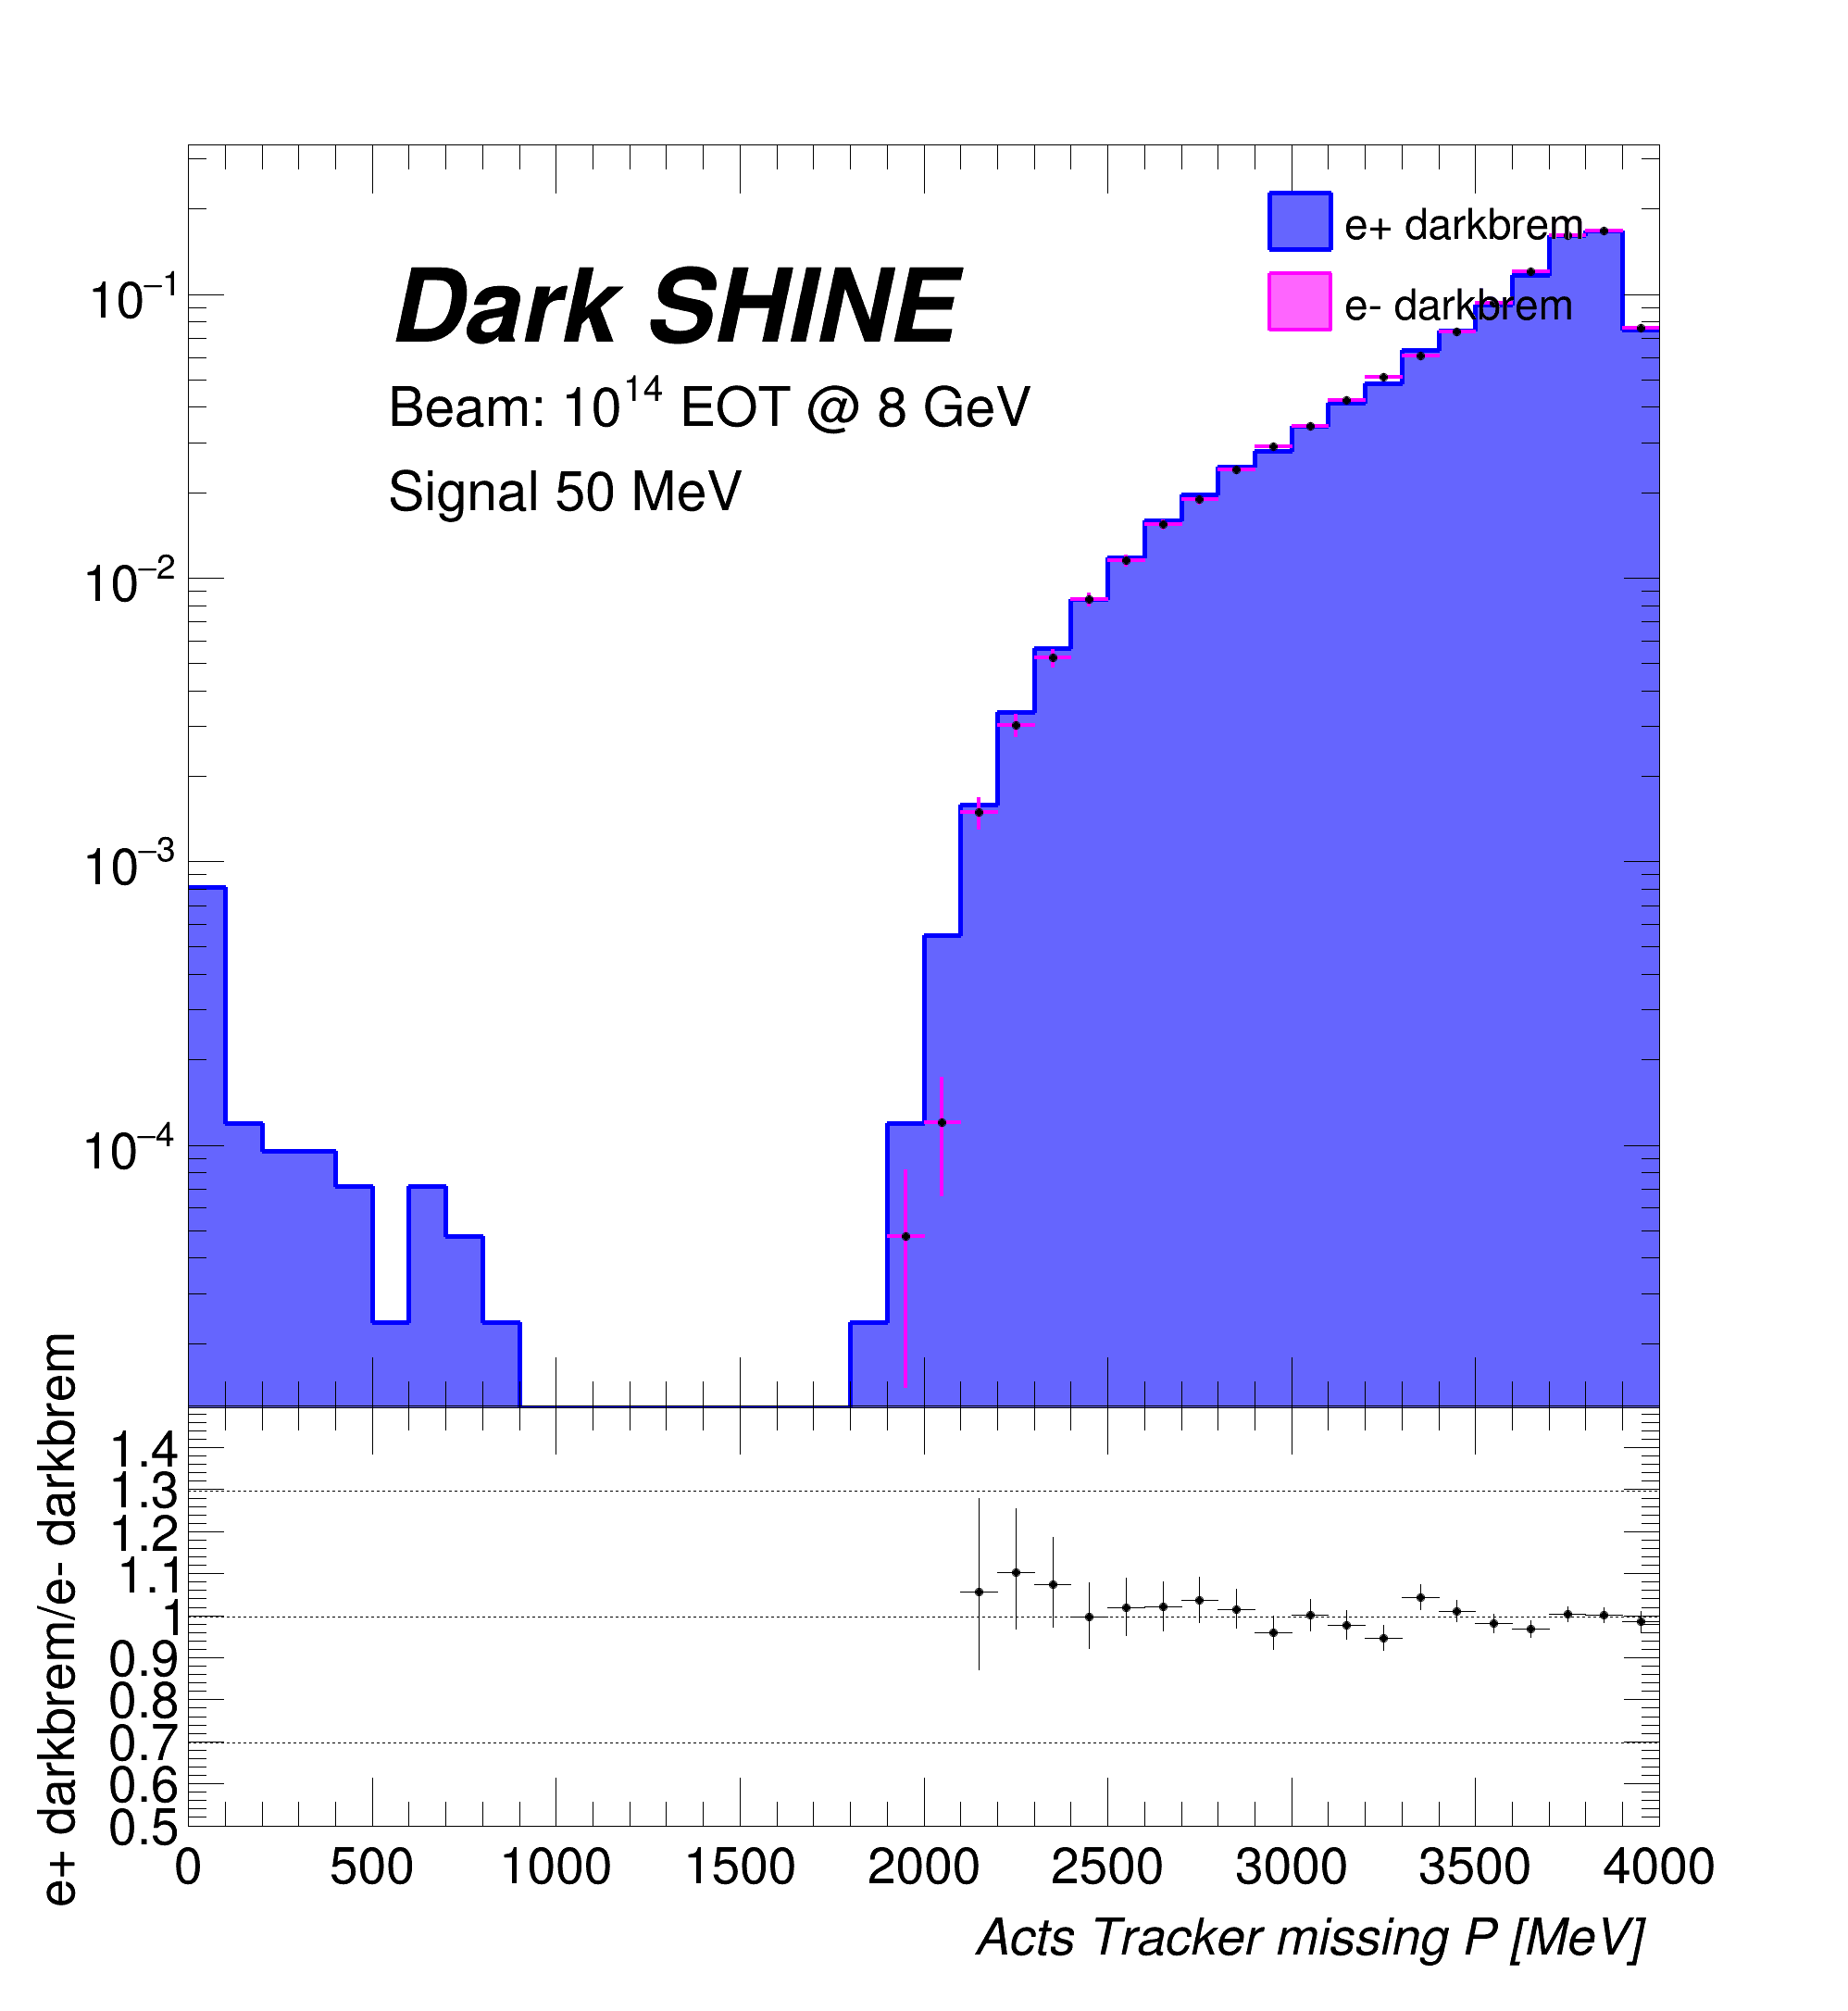 e+ darkbrem
e- darkbrem
Dark SHINE
Beam: 10¹⁴ EOT @ 8 GeV
Signal 50 MeV
10⁻¹
10⁻²
10⁻³
10⁻⁴
e+ darkbrem/e- darkbrem
1.4
1.3
1.2
1.1
1
0.9
0.8
0.7
0.6
0.5
0 500 1000 1500 2000 2500 3000 3500 4000
Acts Tracker missing P [MeV]